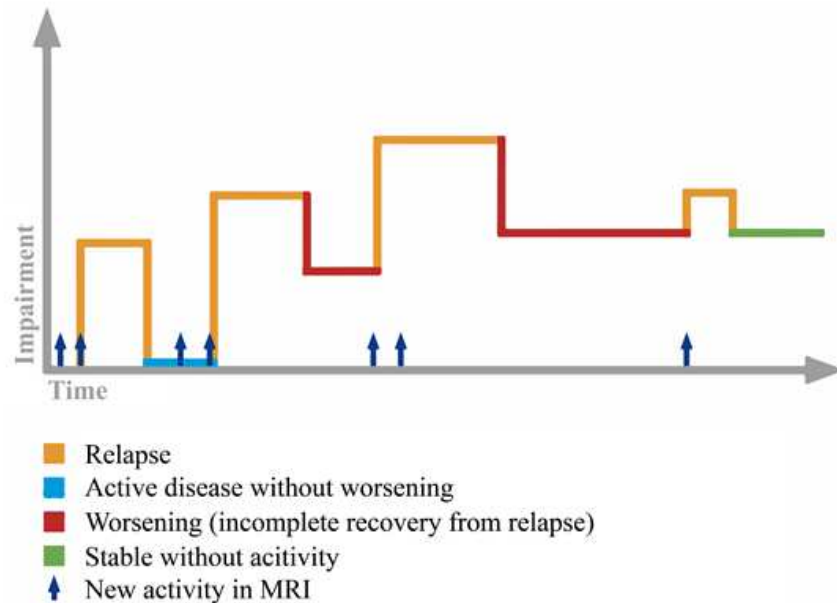 Impairment
Time
Relapse
Active disease without worsening
Worsening (incomplete recovery from relapse)
Stable without acitivity
New activity in MRI